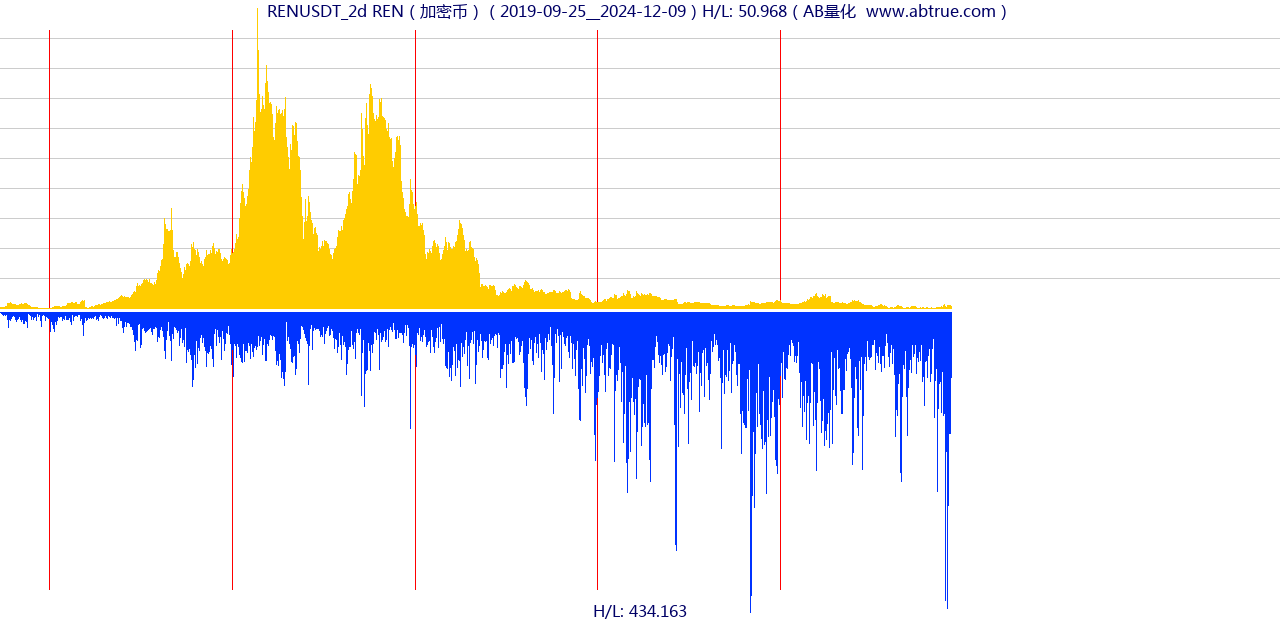 RENUSDT_2d REN ( 加密币 ) ( 2019-09-25__2024-12-09 ) H/L: 50.968 ( AB量化  www.abtrue.com )
H/L: 434.163